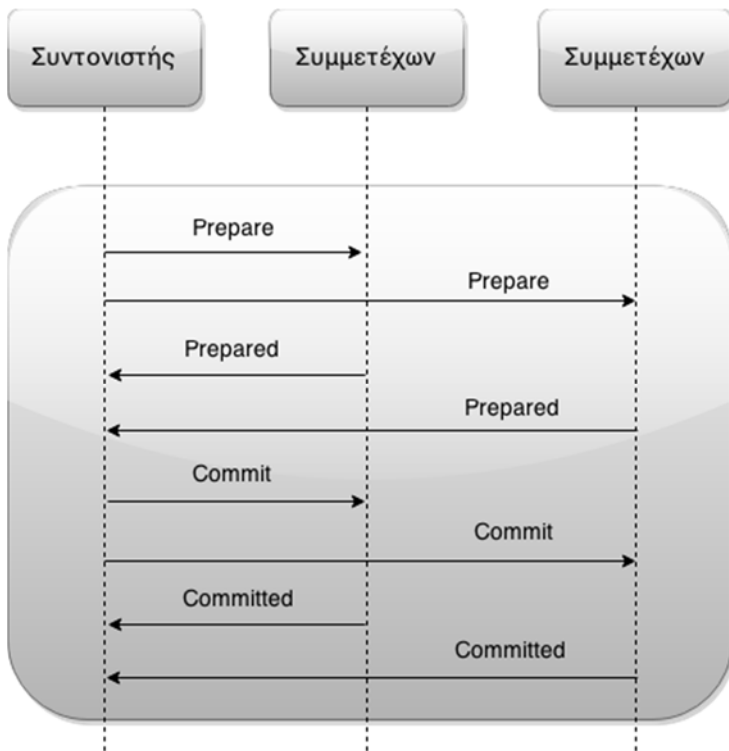 Συντονιστής
Συμμετέχων
Συμμετέχων
Prepare
Prepare
Prepared
Prepared
Commit
Commit
Committed
Committed